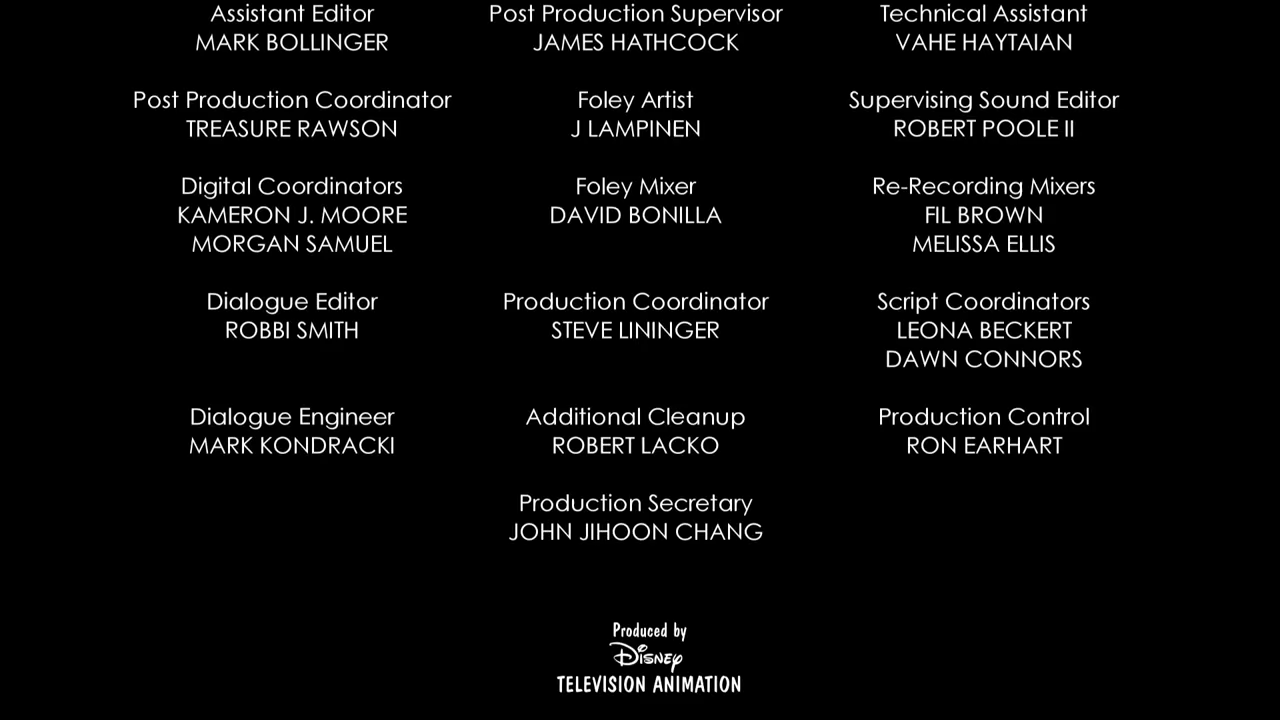 Assistant Editor
MARK BOLLINGER
Post Production Supervisor
JAMES HATHCOCK
Technical Assistant
VAHE HAYTAIAN
Post Production Coordinator
TREASURE RAWSON
Foley Artist
J LAMPINEN
Supervising Sound Editor
ROBERT POOLE II
Digital Coordinators
KAMERON J. MOORE
MORGAN SAMUEL
Foley Mixer
DAVID BONILLA
Re-Recording Mixers
FIL BROWN
MELISSA ELLIS
Dialogue Editor
ROBBI SMITH
Production Coordinator
STEVE LININGER
Script Coordinators
LEONA BECKERT
DAWN CONNORS
Dialogue Engineer
MARK KONDRACKI
Additional Cleanup
ROBERT LACKO
Production Control
RON EARHART
Production Secretary
JOHN JIHOON CHANG
Produced by
DISNEY
TELEVISION ANIMATION